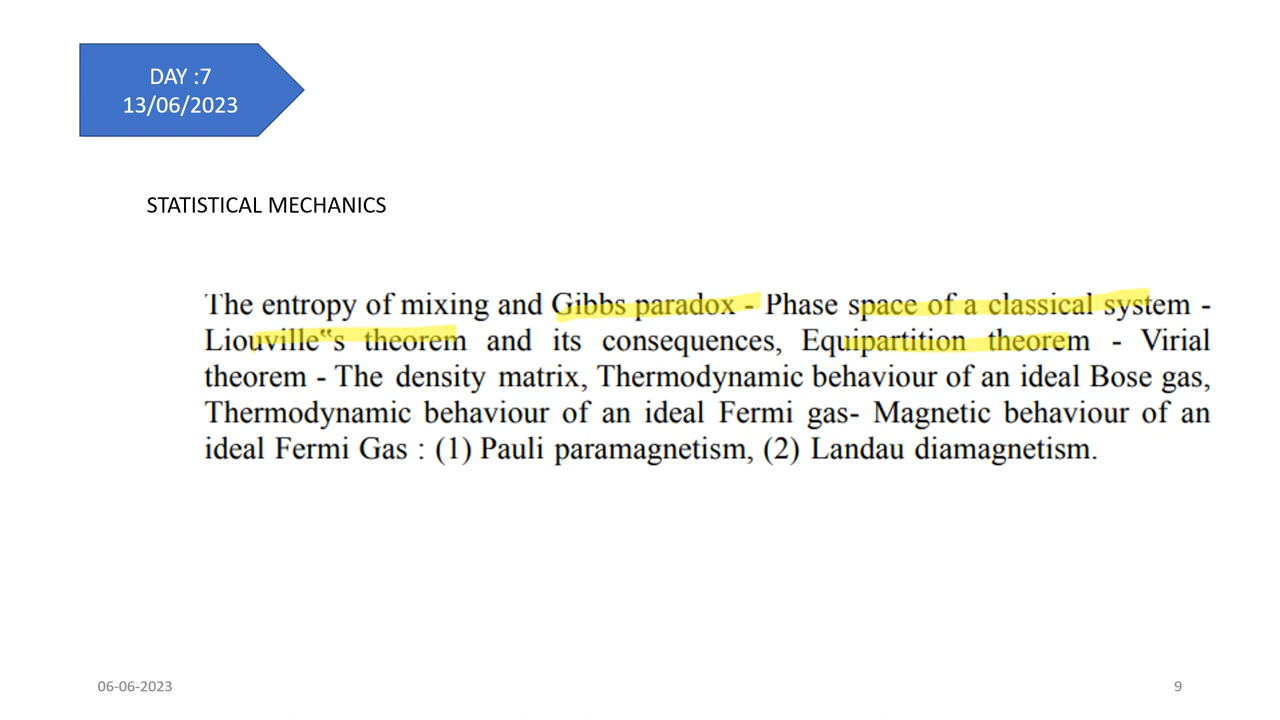 DAY :7
13/06/2023
STATISTICAL MECHANICS
The entropy of mixing and Gibbs paradox - Phase space of a classical system -
Liouville‟s theorem and its consequences, Equipartition theorem - Virial
theorem - The density matrix, Thermodynamic behaviour of an ideal Bose gas,
Thermodynamic behaviour of an ideal Fermi gas- Magnetic behaviour of an
ideal Fermi Gas : (1) Pauli paramagnetism, (2) Landau diamagnetism.
06-06-2023
9